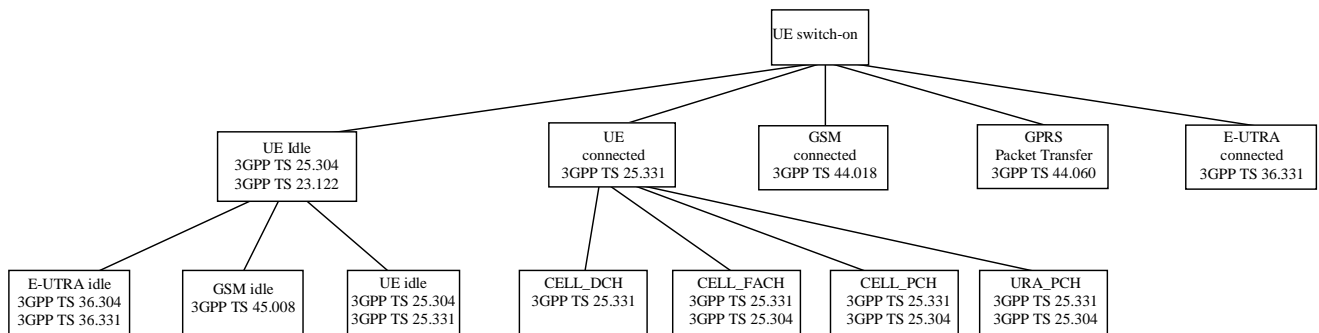 UE switch-on
UE Idle
3GPP TS 25.304
3GPP TS 23.122
UE
connected
3GPP TS 25.331
GSM
connected
3GPP TS 44.018
GPRS
Packet Transfer
3GPP TS 44.060
E-UTRA
connected
3GPP TS 36.331
E-UTRA idle
3GPP TS 36.304
3GPP TS 36.331
GSM idle
3GPP TS 45.008
UE idle
3GPP TS 25.304
3GPP TS 25.331
CELL_DCH
3GPP TS 25.331
CELL_FACH
3GPP TS 25.331
3GPP TS 25.304
CELL_PCH
3GPP TS 25.331
3GPP TS 25.304
URA_PCH
3GPP TS 25.331
3GPP TS 25.304